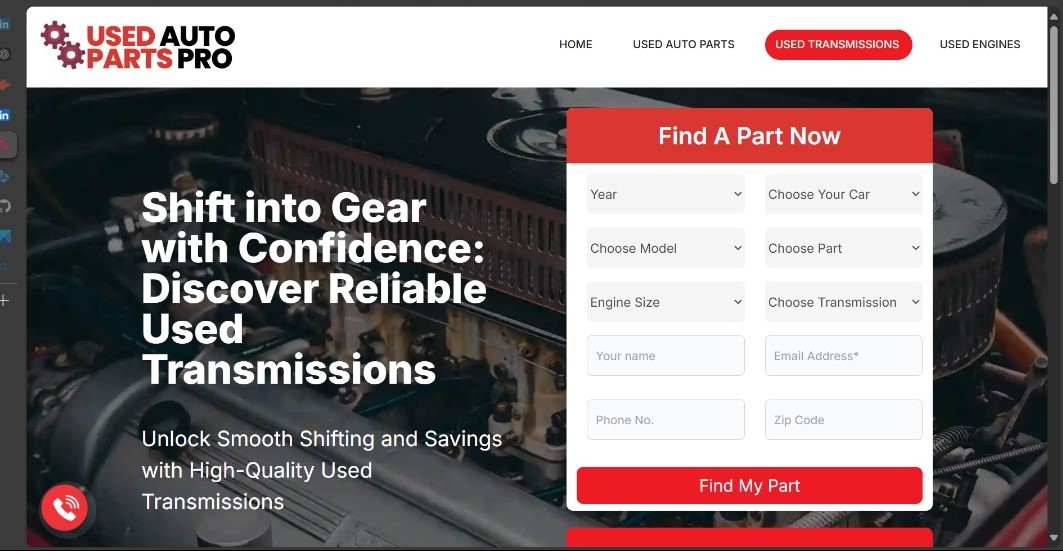 USED AUTO
PARTS PRO
HOME
USED AUTO PARTS
USED TRANSMISSIONS
USED ENGINES
Shift into Gear
with Confidence:
Discover Reliable
Used
Transmissions
Unlock Smooth Shifting and Savings
with High-Quality Used
Transmissions
Find A Part Now
Year
Choose Your Car
Choose Model
Choose Part
Engine Size
Choose Transmission
Your name
Email Address*
Phone No.
Zip Code
Find My Part
in
in